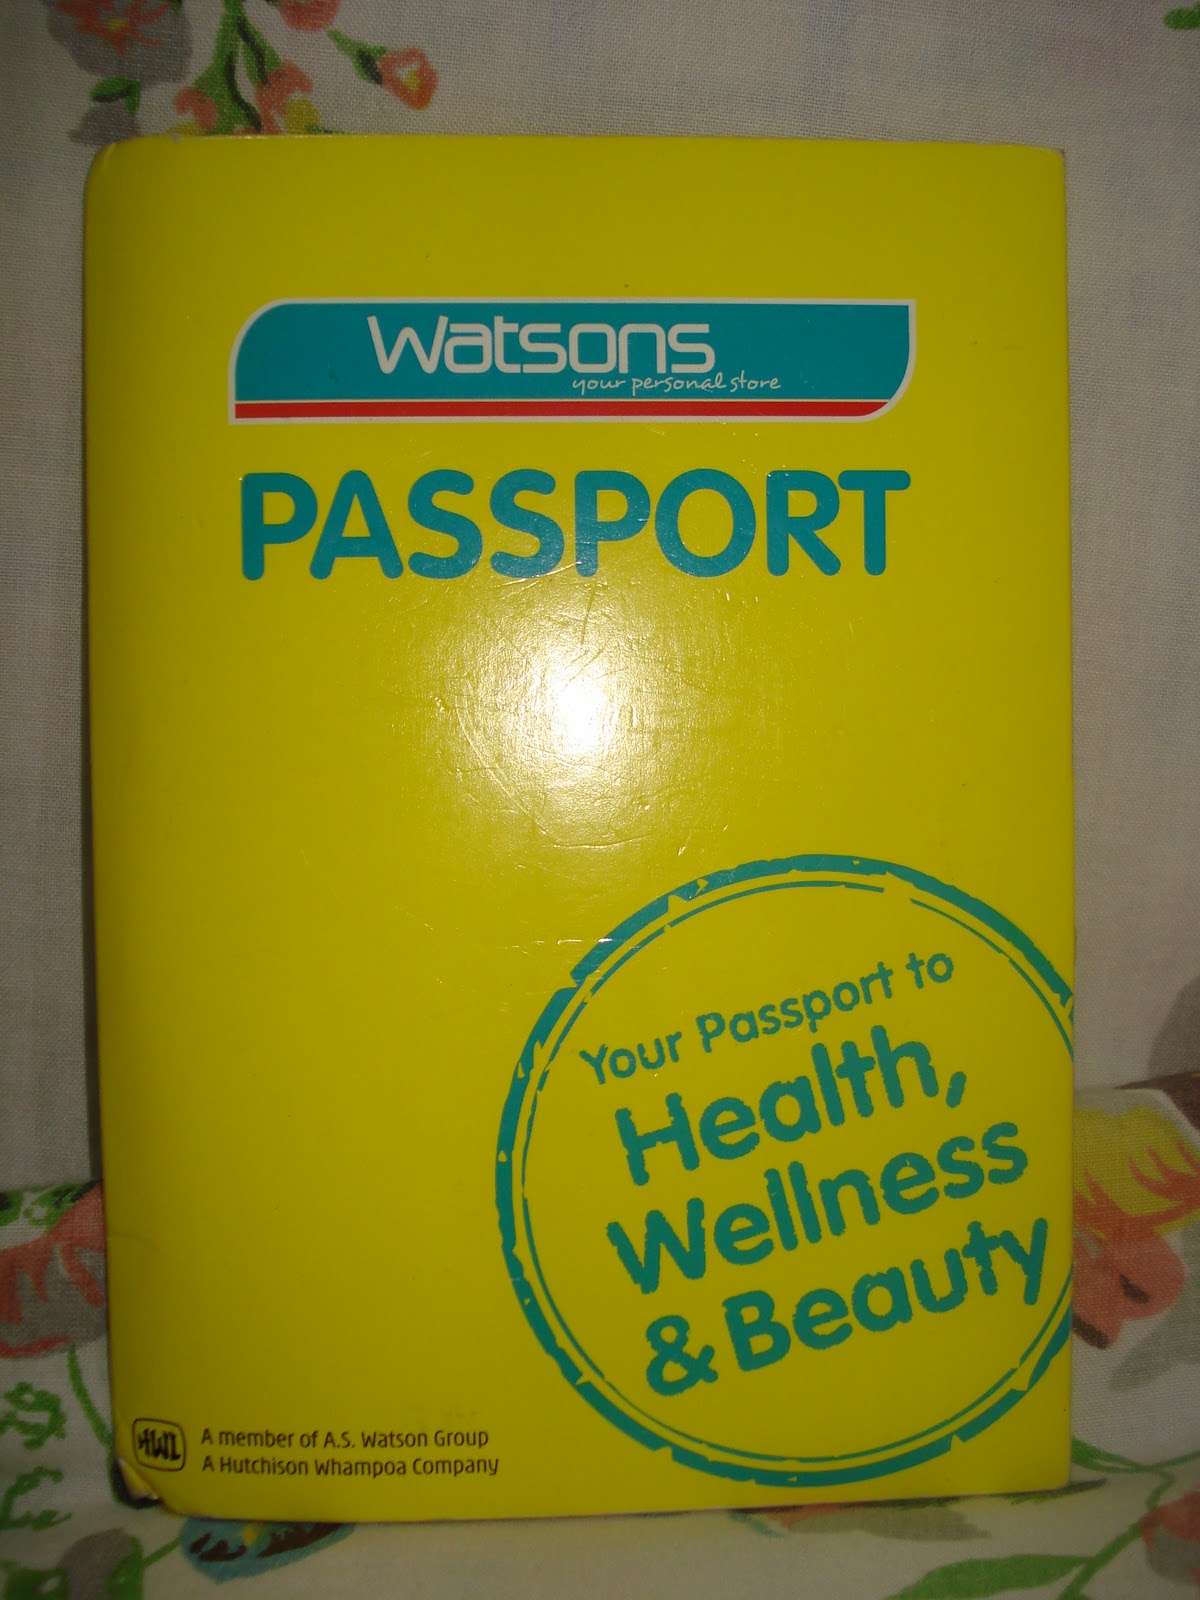 Watsons
your personal store
PASSPORT
Your Passport to
Health,
Wellness
& Beauty
HWL
A member of A.S. Watson Group
A Hutchison Whampoa Company